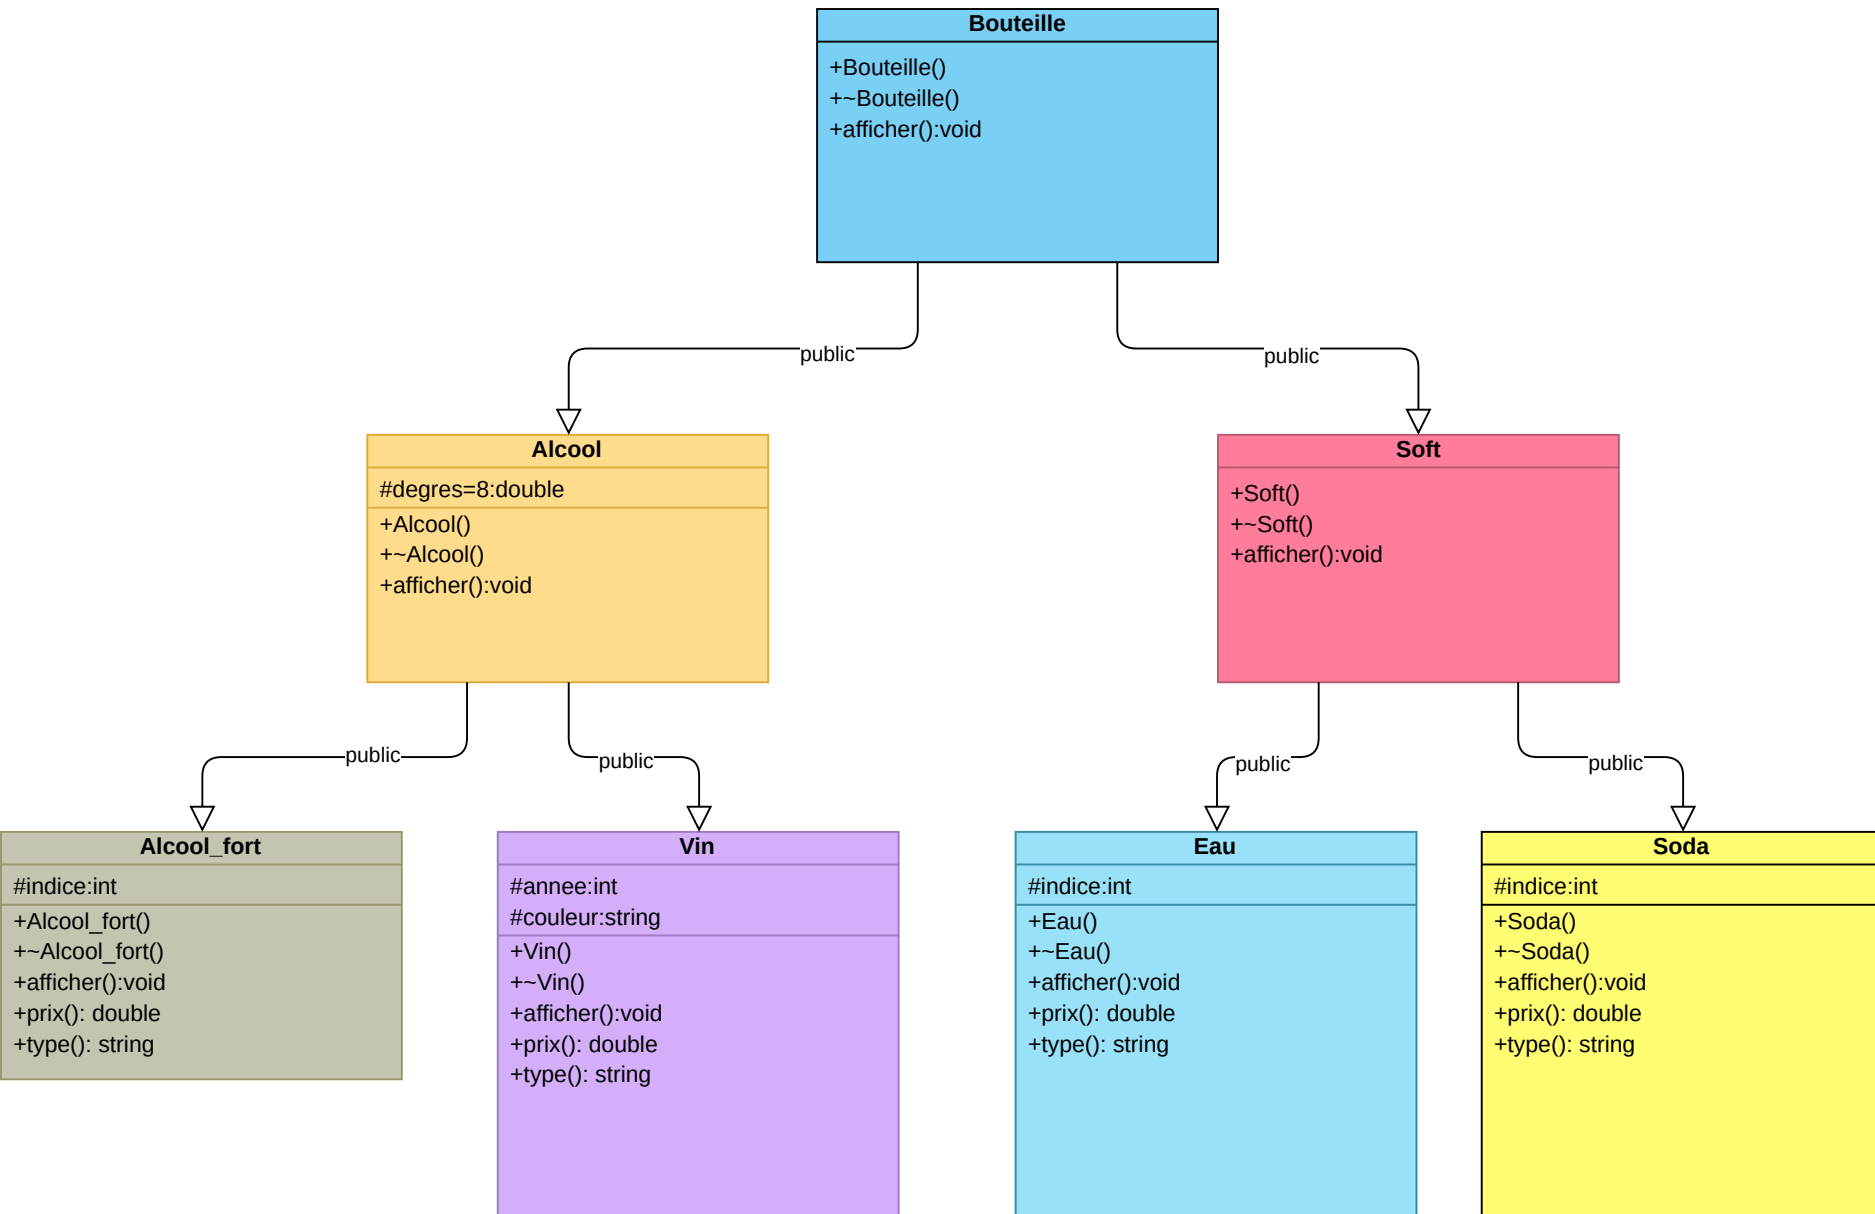 Bouteille
+Bouteille()
+~Bouteille()
+afficher():void
public
public
Alcool
#degres=8:double
+Alcool()
+~Alcool()
+afficher():void
Soft
+Soft()
+~Soft()
+afficher():void
public
public
public
public
Alcool_fort
#indice:int
+Alcool_fort()
+~Alcool_fort()
+afficher():void
+prix(): double
+type(): string
Vin
#annee:int
#couleur:string
+Vin()
+~Vin()
+afficher():void
+prix(): double
+type(): string
Eau
#indice:int
+Eau()
+~Eau()
+afficher():void
+prix(): double
+type(): string
Soda
#indice:int
+Soda()
+~Soda()
+afficher():void
+prix(): double
+type(): string